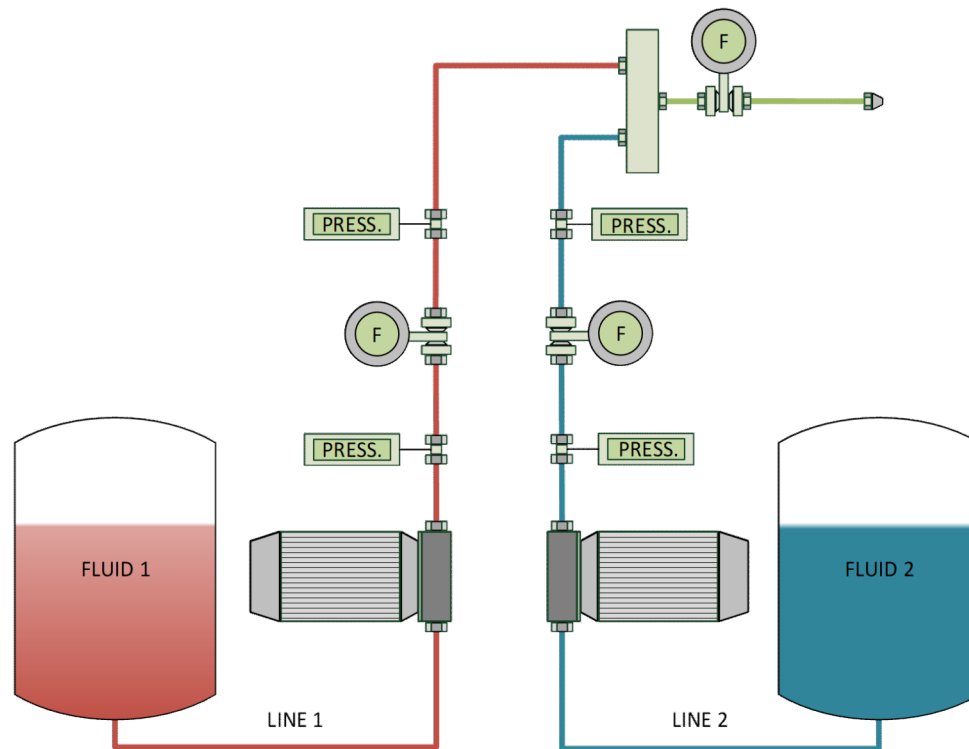 F
PRESS.
PRESS.
F
F
PRESS.
PRESS.
FLUID 1
FLUID 2
LINE 1
LINE 2